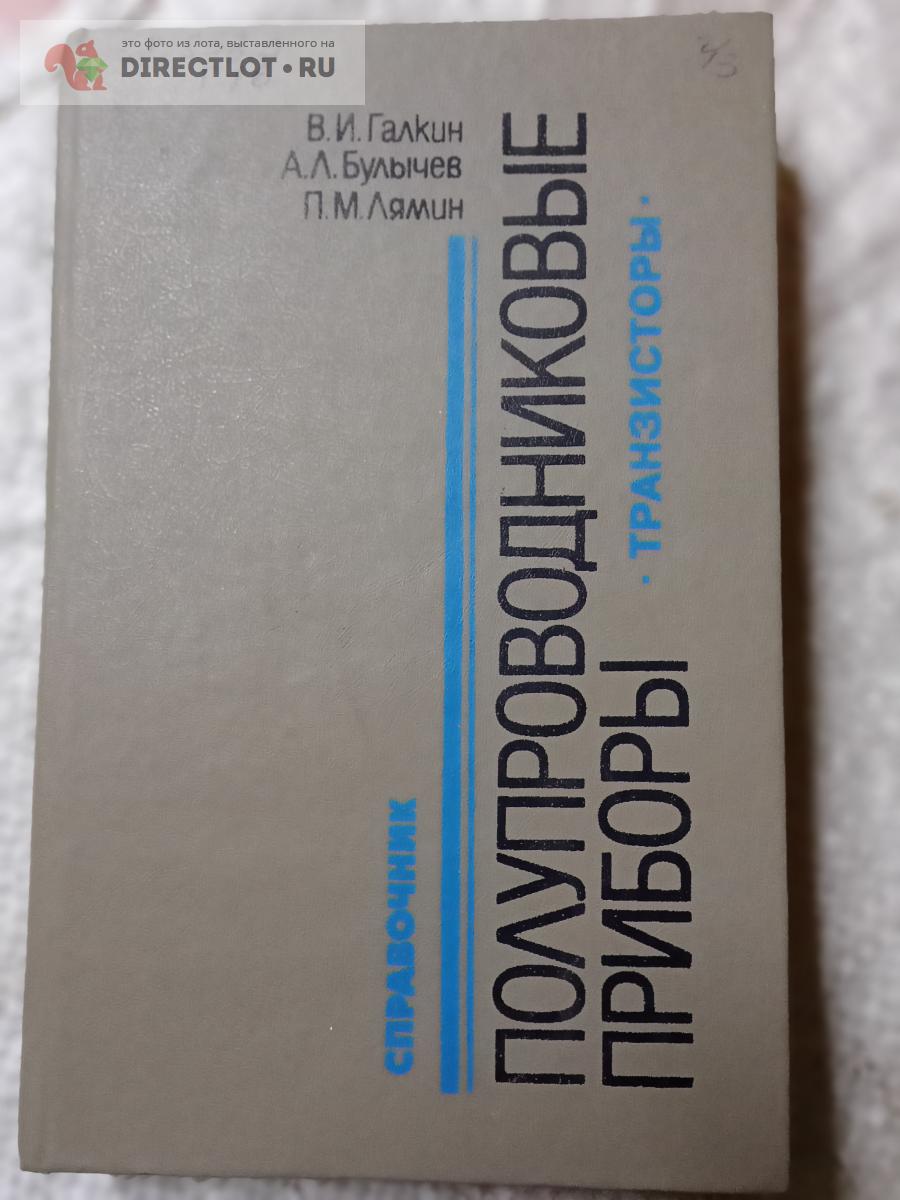 это фото из лота, выставленного на
DIRECTLOT•RU
В.И.Галкин
А.Л.Булычев
П.М.Лямин
СПРАВОЧНИК
ПОЛУПРОВОДНИКОВЫЕ
ПРИБОРЫ
•ТРАНЗИСТОРЫ•